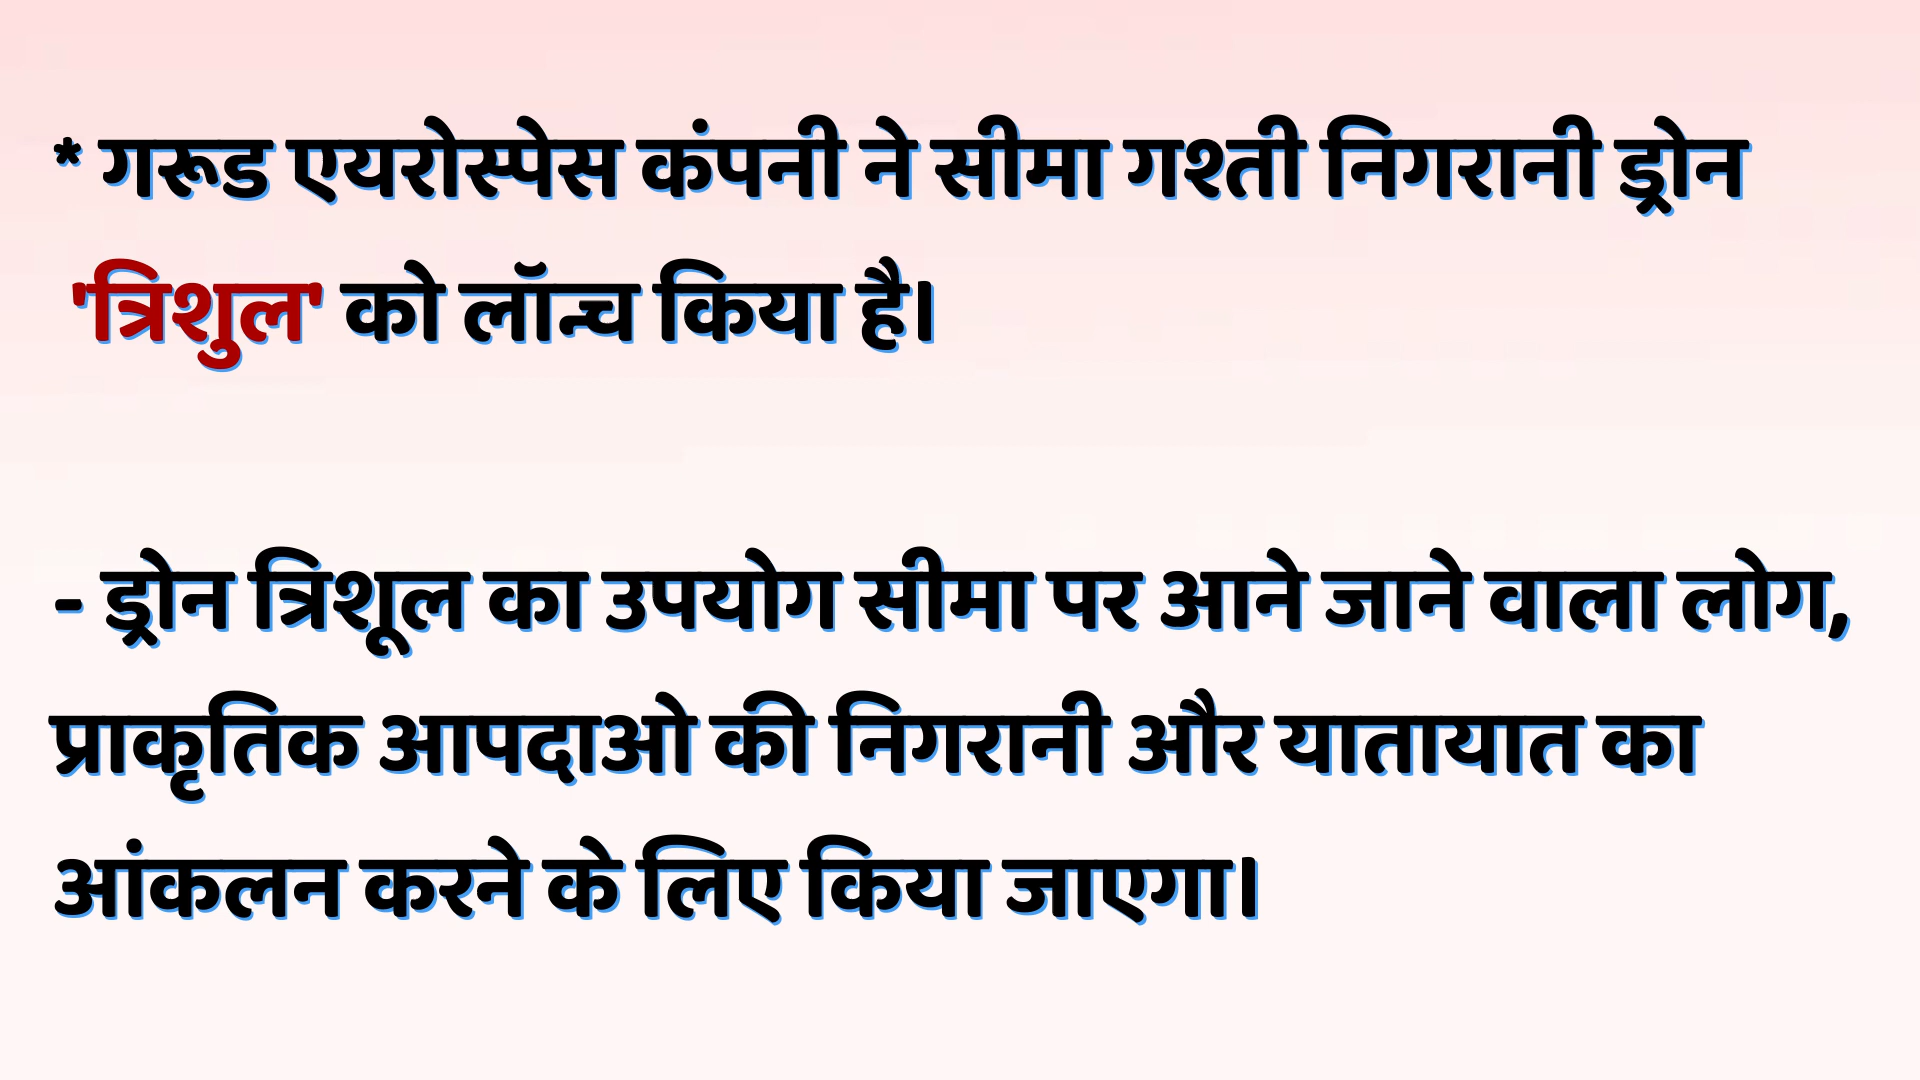 * गरूड एयरोस्पेस कंपनी ने सीमा गश्ती निगरानी ड्रोन
'त्रिशुल' को लॉन्च किया है।
- ड्रोन त्रिशूल का उपयोग सीमा पर आने जाने वाला लोग,
प्राकृतिक आपदाओ की निगरानी और यातायात का
आंकलन करने के लिए किया जाएगा।